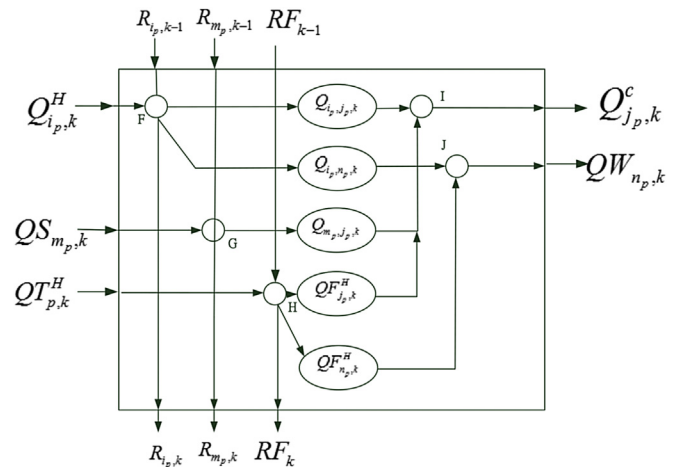 R_{i_p,k-1} R_{m_p,k-1} RF_{k-1}
Q^H_{i_p,k} F Q_{i_p,j_p,k} I Q^c_{j_p,k}
Q_{i_p,n_p,k} J QW_{n_p,k}
QS_{m_p,k} G Q_{m_p,j_p,k}
QT^H_{p,k} H QF^H_{j_p,k}
QF^H_{n_p,k}
R_{i_p,k} R_{m_p,k} RF_k